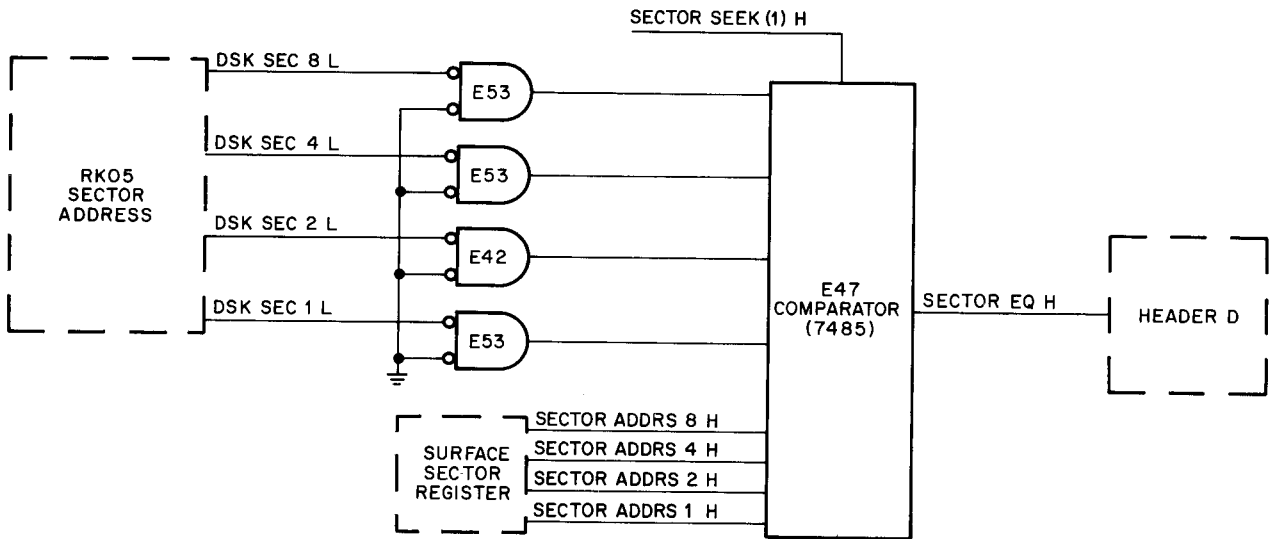 SECTOR SEEK (1) H
DSK SEC 8 L
E53
DSK SEC 4 L
E53
RK05
SECTOR
ADDRESS
DSK SEC 2 L
E42
DSK SEC 1 L
E53
E47
COMPARATOR
(7485)
SECTOR EQ H
HEADER D
SURFACE
SECTOR
REGISTER
SECTOR ADDRS 8 H
SECTOR ADDRS 4 H
SECTOR ADDRS 2 H
SECTOR ADDRS 1 H